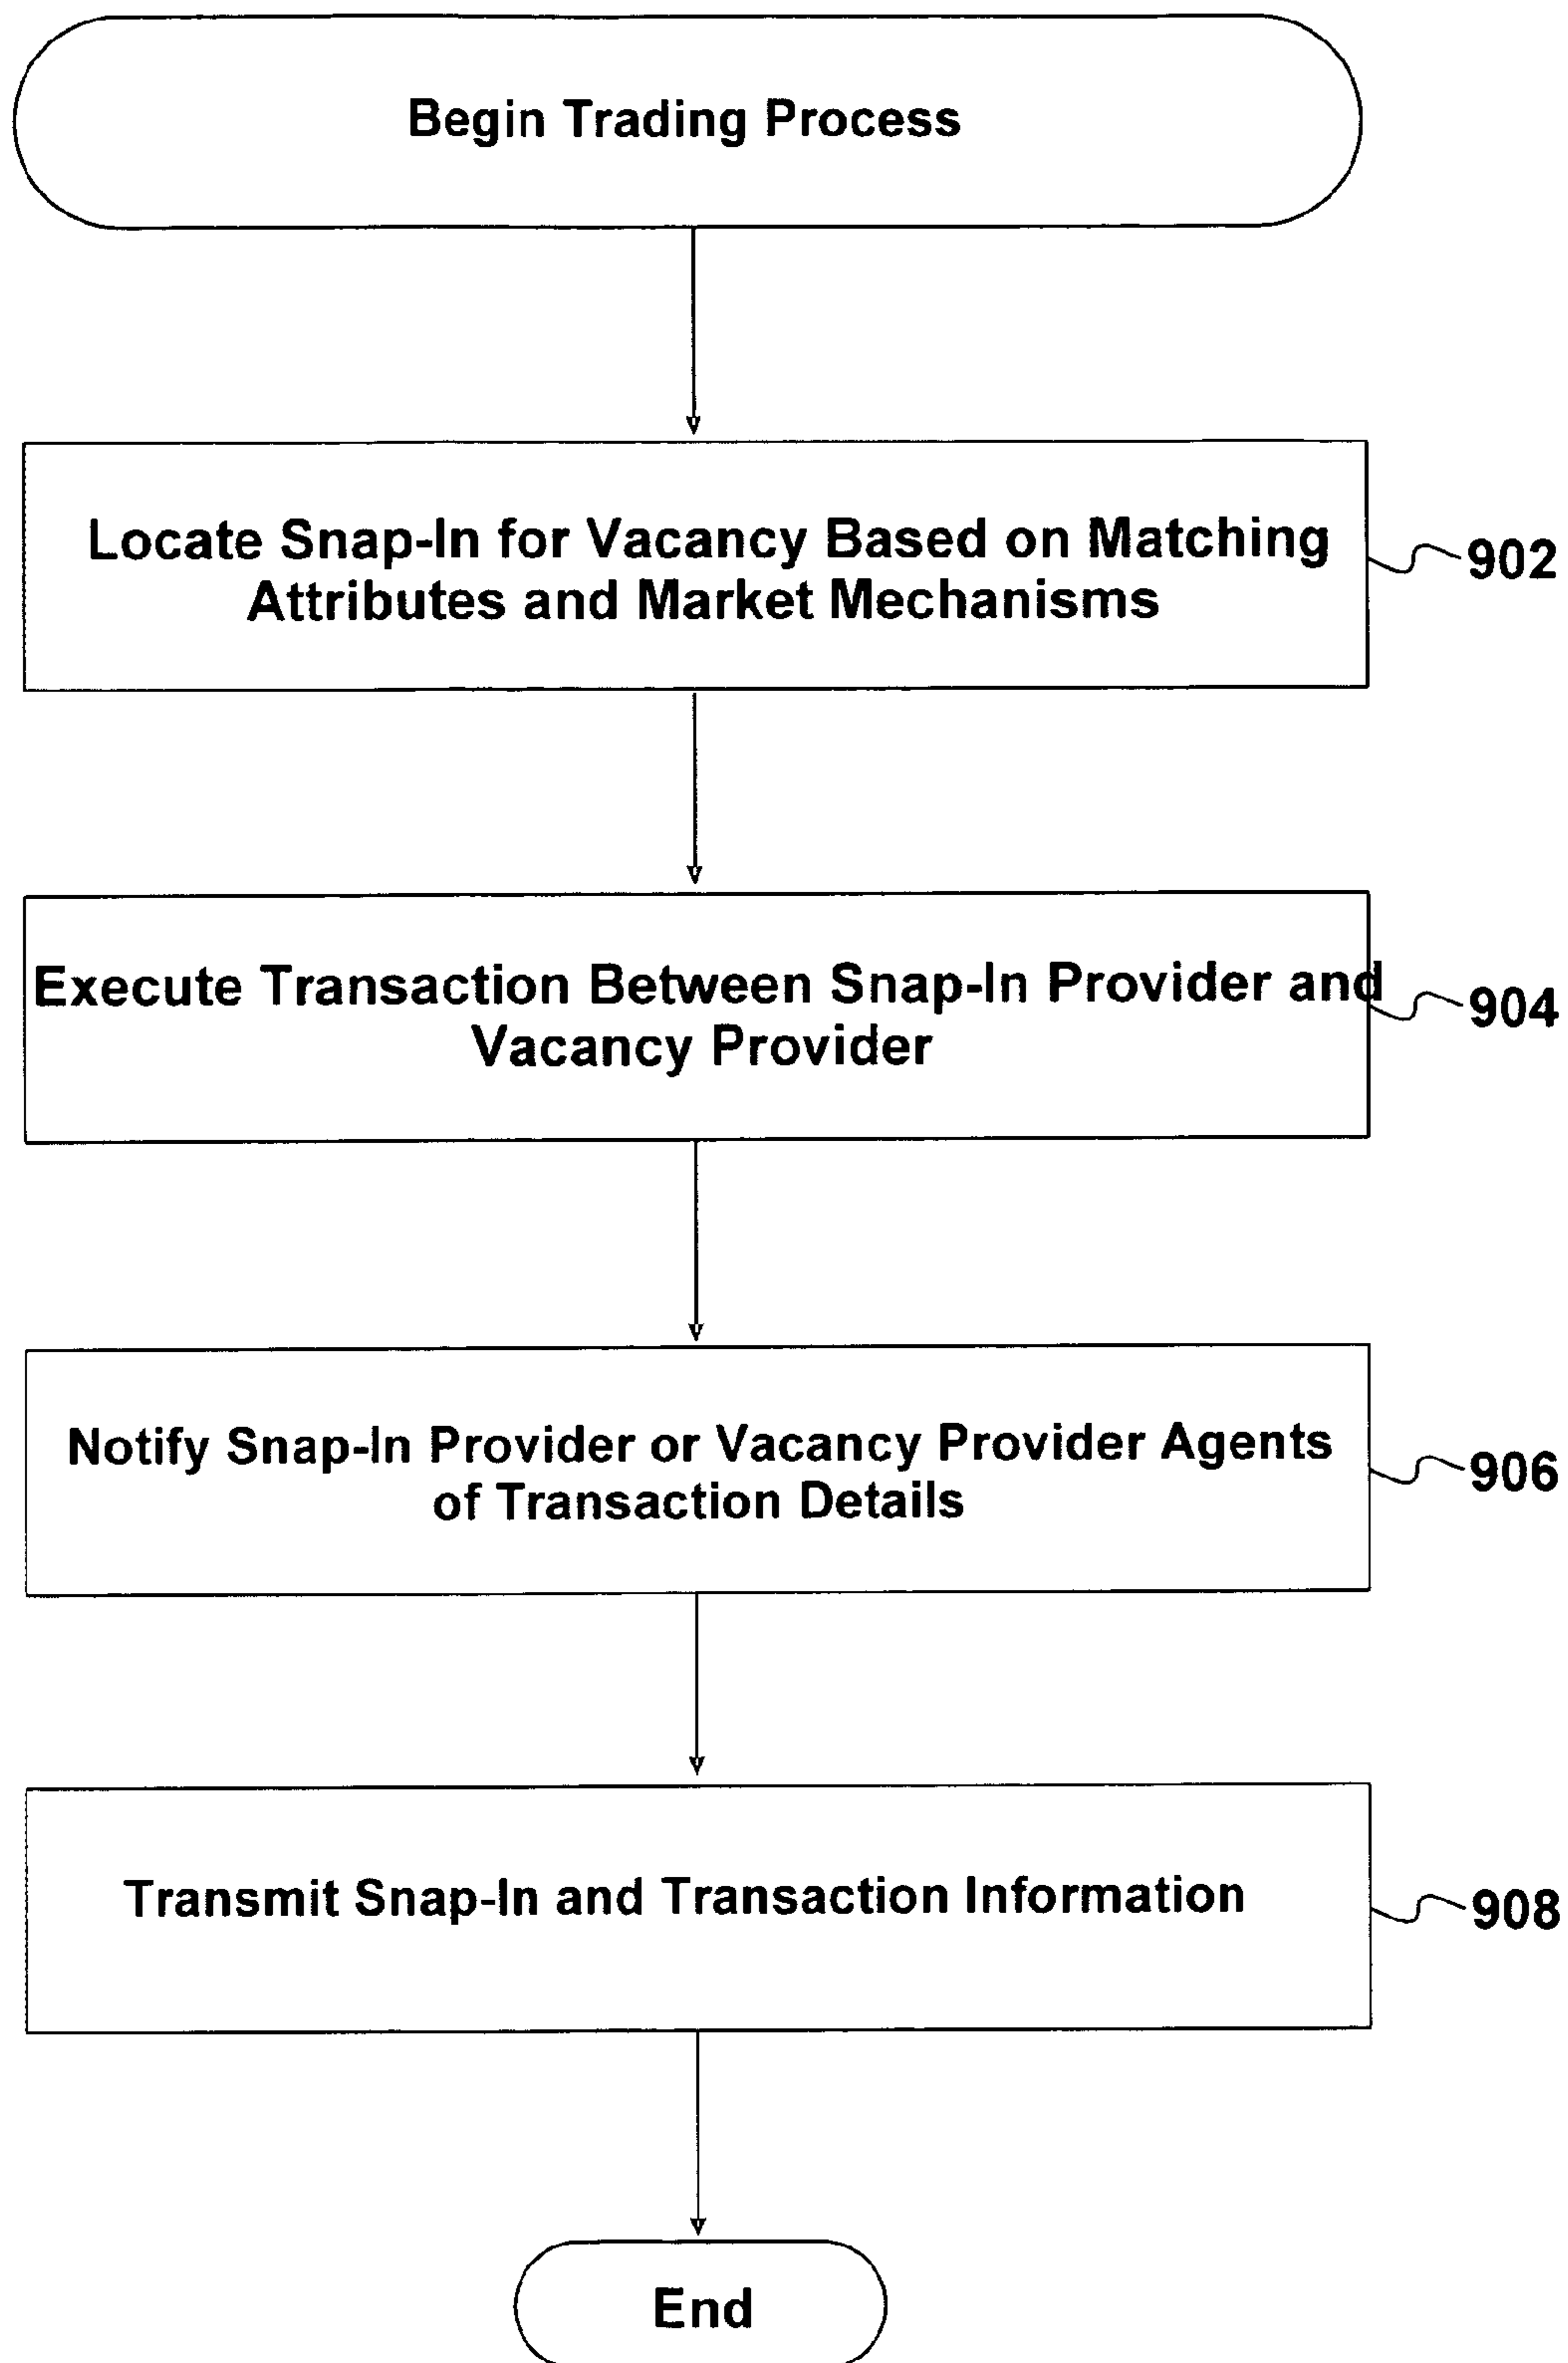 Begin Trading Process
Locate Snap-In for Vacancy Based on Matching
Attributes and Market Mechanisms
902
Execute Transaction Between Snap-In Provider and
Vacancy Provider
904
Notify Snap-In Provider or Vacancy Provider Agents
of Transaction Details
906
Transmit Snap-In and Transaction Information
908
End